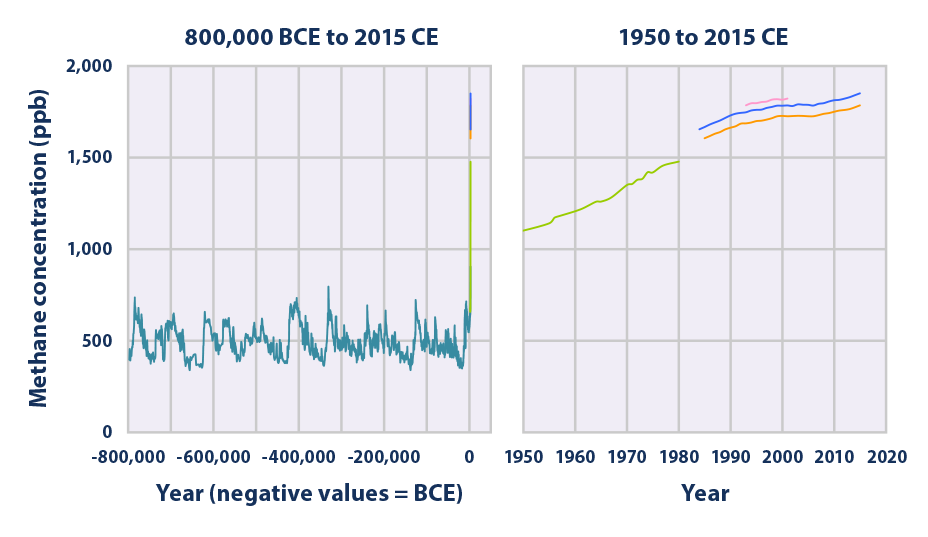 800,000 BCE to 2015 CE
1950 to 2015 CE
Methane concentration (ppb)
2,000
1,500
1,000
500
0
-800,000 -600,000 -400,000 -200,000 0
1950 1960 1970 1980 1990 2000 2010 2020
Year (negative values = BCE)
Year